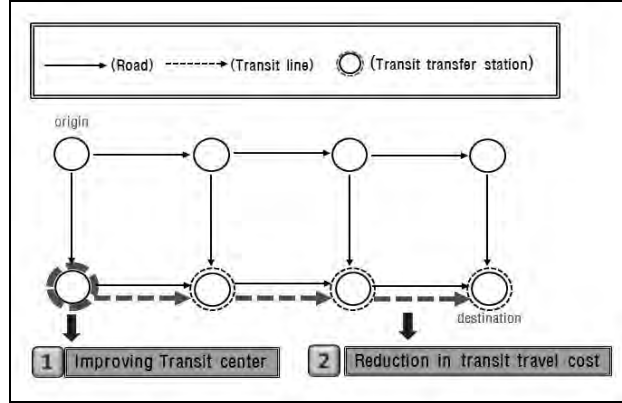 (Road) (Transit line) (Transit transfer station)
origin
destination
1 Improving Transit center 2 Reduction in transit travel cost